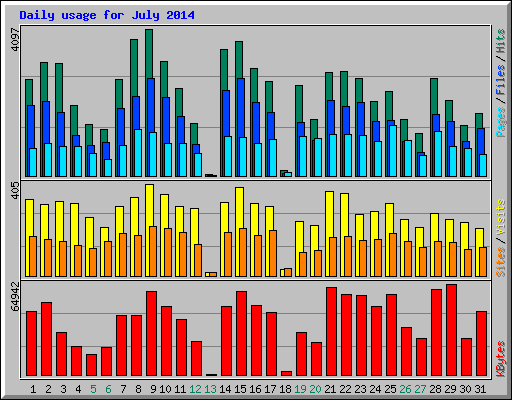 Daily usage for July 2014
4097
Pages / Files / Hits
405
Sites / Visits
64942
KBytes
1 2 3 4 5 6 7 8 9 10 11 12 13 14 15 16 17 18 19 20 21 22 23 24 25 26 27 28 29 30 31